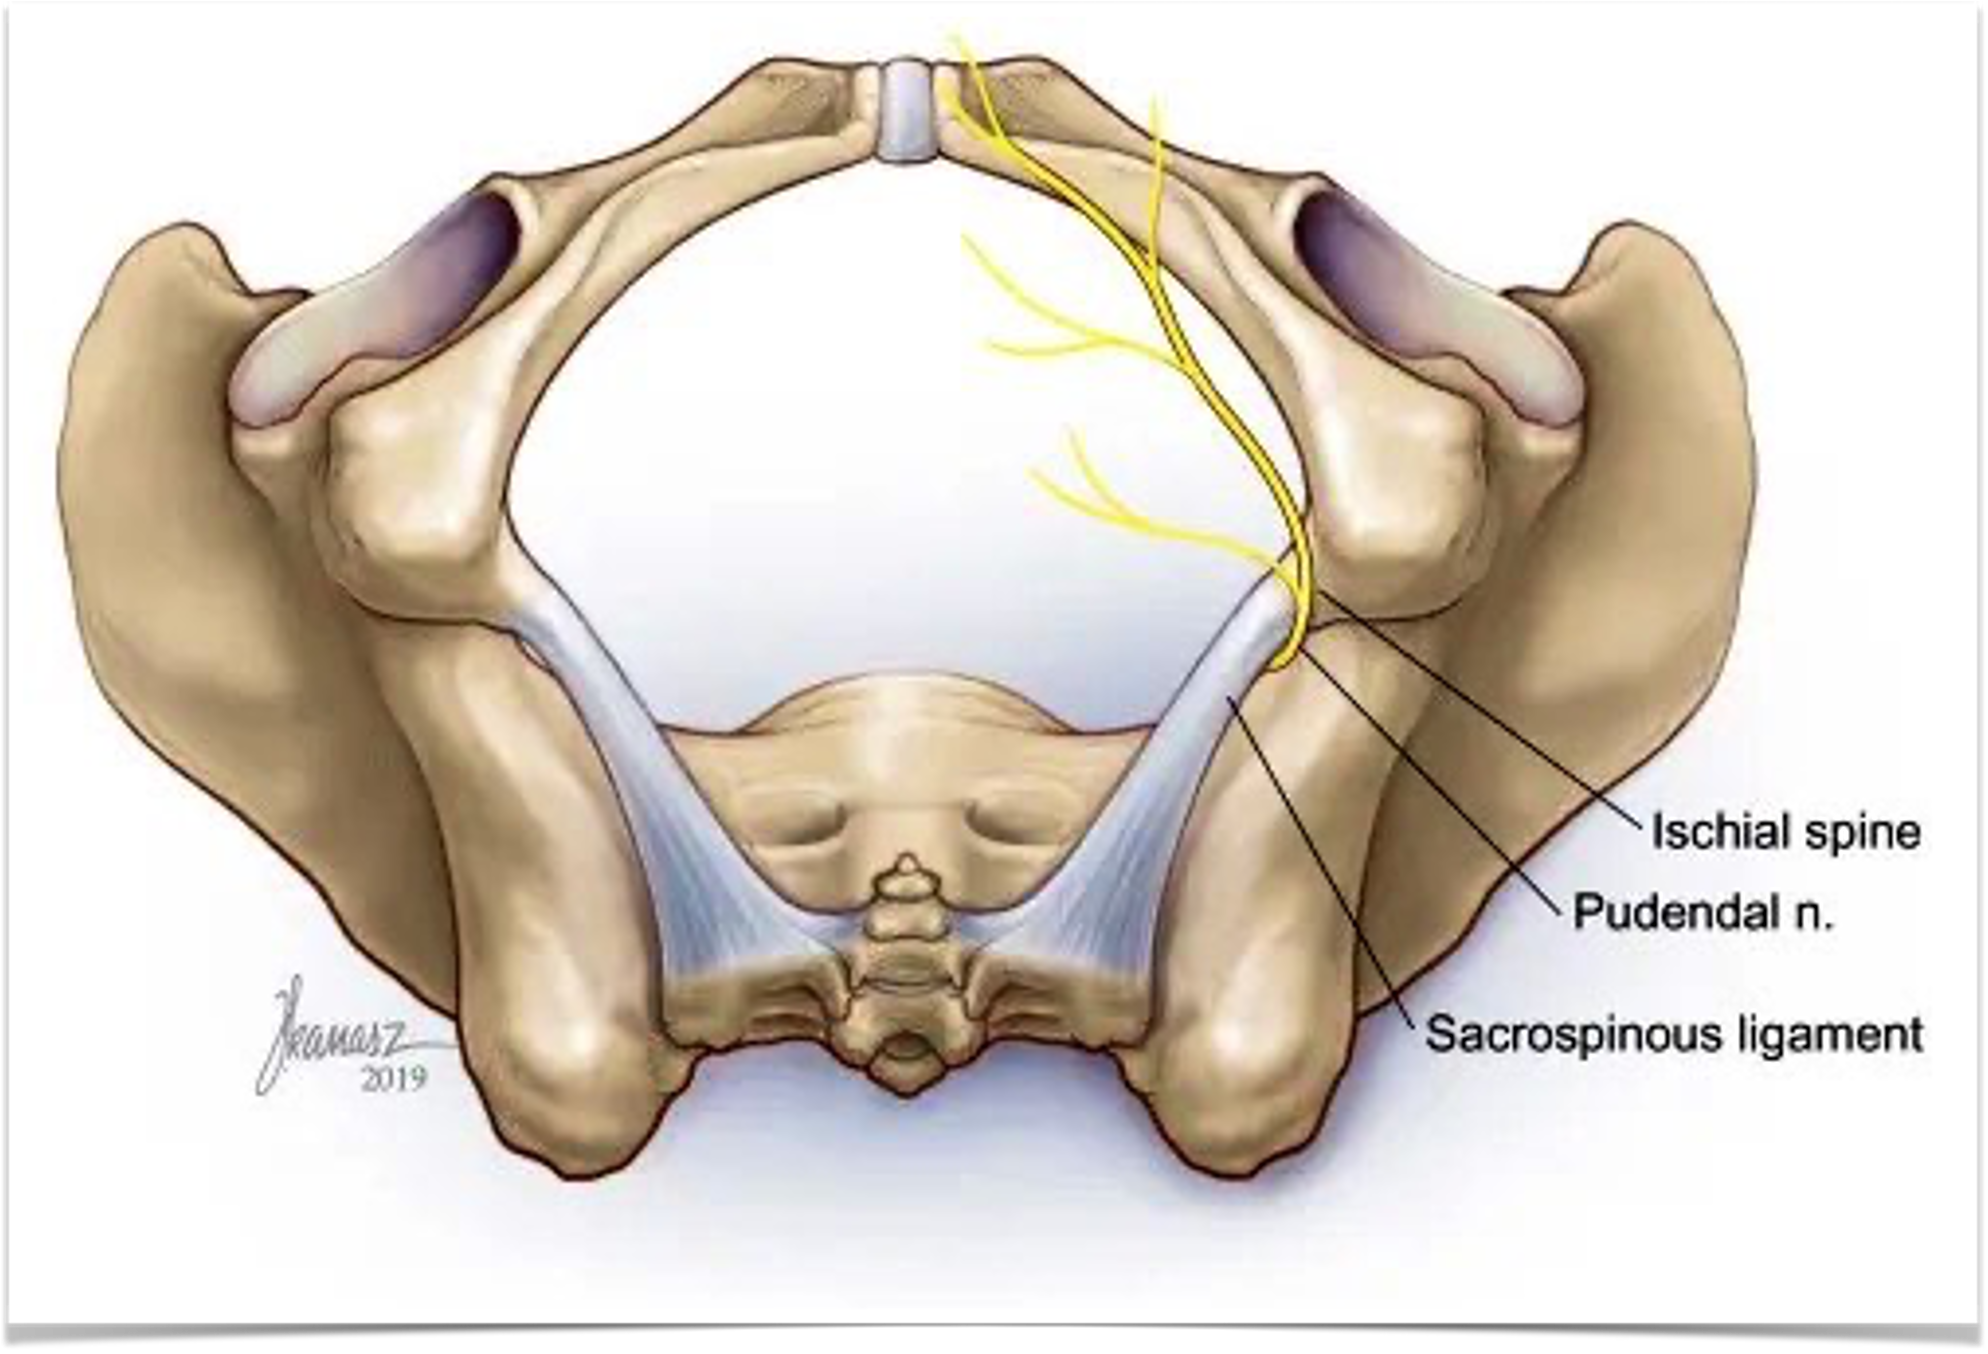 Ischial spine
Pudendal n.
Sacrospinous ligament
2019